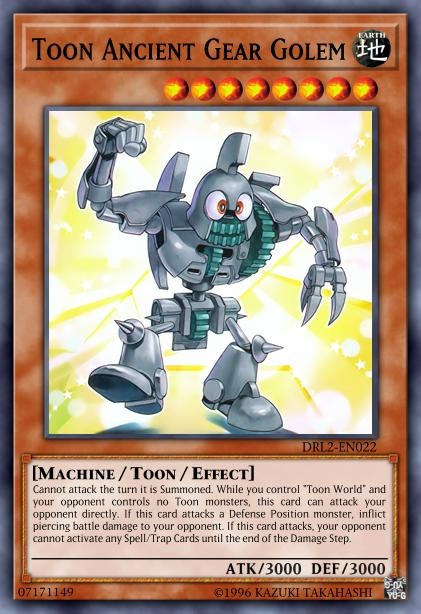 Toon Ancient Gear Golem
EARTH
地
DRL2-EN022
[Machine / Toon / Effect]
Cannot attack the turn it is Summoned. While you control "Toon World" and
your opponent controls no Toon monsters, this card can attack your
opponent directly. If this card attacks a Defense Position monster, inflict
piercing battle damage to your opponent. If this card attacks, your opponent
cannot activate any Spell/Trap Cards until the end of the Damage Step.
ATK/3000 DEF/3000
07171149
©1996 KAZUKI TAKAHASHI